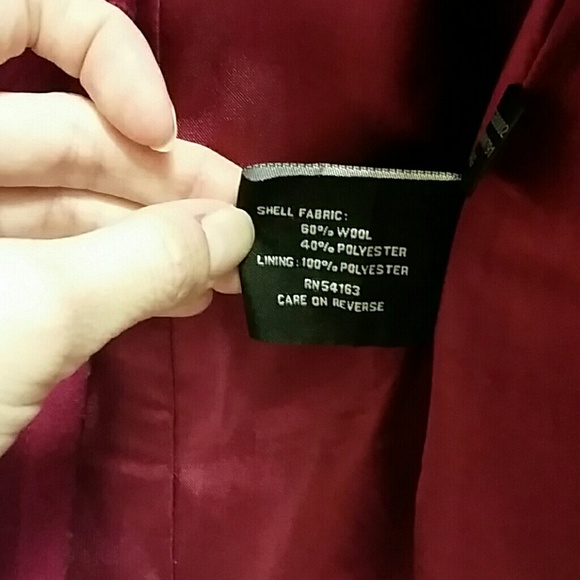 SHELL FABRIC:
60% WOOL
40% POLYESTER
LINING: 100% POLYESTER
RN54163
CARE ON REVERSE